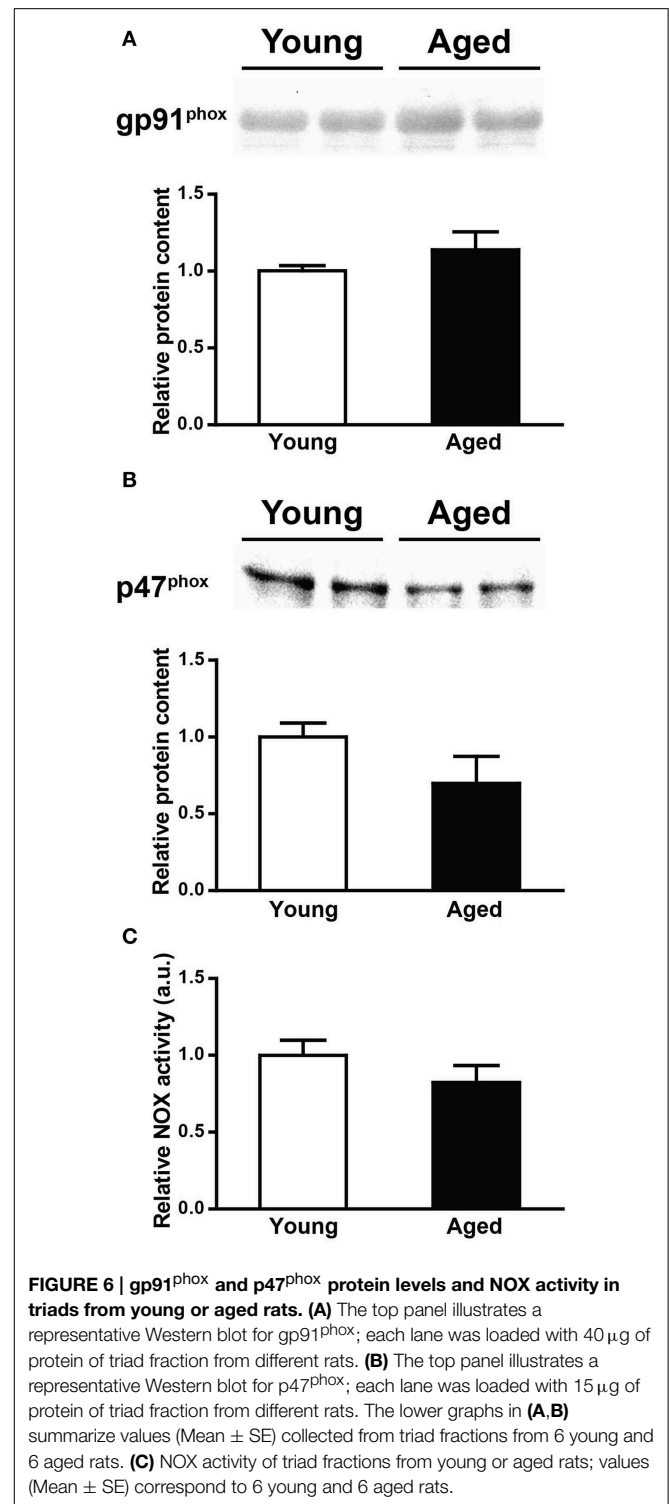 A
Young Aged
gp91phox
1.5
1.0
0.5
0.0
Relative protein content
Young Aged
B
Young Aged
p47phox
1.5
1.0
0.5
0.0
Relative protein content
Young Aged
C
1.5
1.0
0.5
0.0
Relative NOX activity (a.u.)
Young Aged
FIGURE 6 | gp91phox and p47phox protein levels and NOX activity in
triads from young or aged rats. (A) The top panel illustrates a
representative Western blot for gp91phox; each lane was loaded with 40 μg of
protein of triad fraction from different rats. (B) The top panel illustrates a
representative Western blot for p47phox; each lane was loaded with 15 μg of
protein of triad fraction from different rats. The lower graphs in (A,B)
summarize values (Mean ± SE) collected from triad fractions from 6 young and
6 aged rats. (C) NOX activity of triad fractions from young or aged rats; values
(Mean ± SE) correspond to 6 young and 6 aged rats.